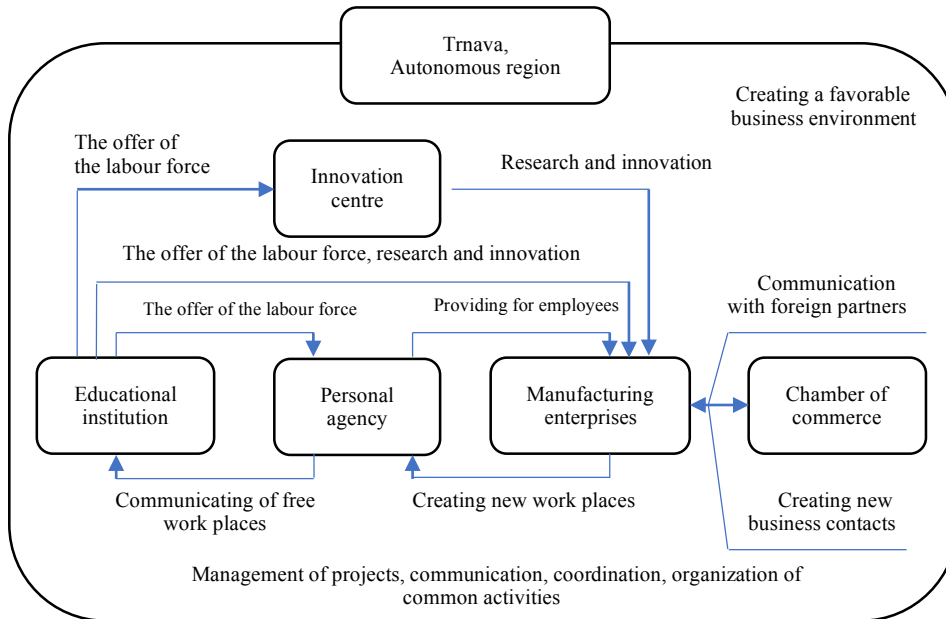 Trnava,
Autonomous region
Creating a favorable
business environment
The offer of
the labour force
Innovation
centre
Research and innovation
The offer of the labour force, research and innovation
The offer of the labour force
Providing for employees
Communication
with foreign partners
Educational
institution
Personal
agency
Manufacturing
enterprises
Chamber of
commerce
Communicating of free
work places
Creating new work places
Creating new
business contacts
Management of projects, communication, coordination, organization of
common activities